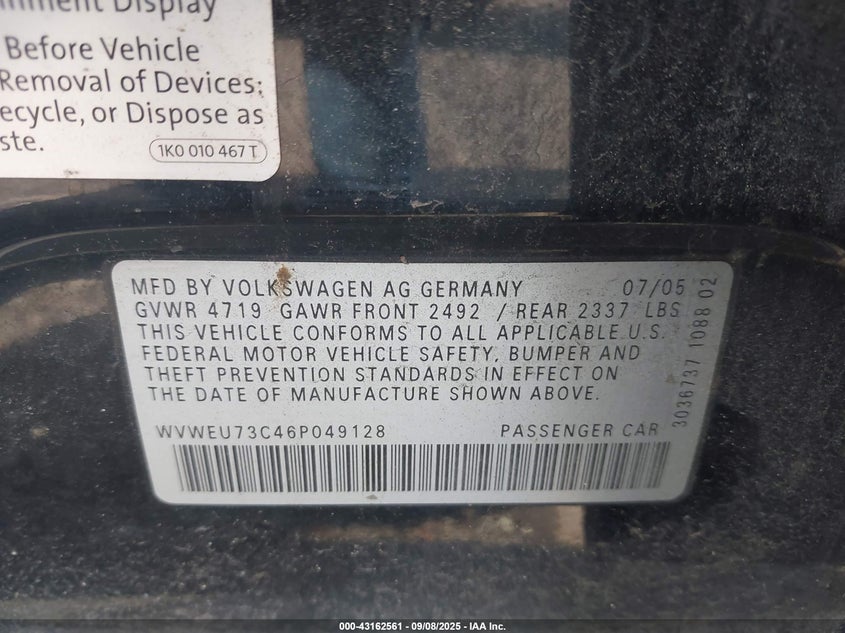 Display
Before Vehicle
Removal of Devices;
ecycle, or Dispose as
ste.
1K0 010 467 T
MFD BY VOLKSWAGEN AG GERMANY 07/05
GVWR 4719 GAWR FRONT 2492 / REAR 2337 LBS
THIS VEHICLE CONFORMS TO ALL APPLICABLE U.S.
FEDERAL MOTOR VEHICLE SAFETY, BUMPER AND
THEFT PREVENTION STANDARDS IN EFFECT ON
THE DATE OF MANUFACTURE SHOWN ABOVE.
WVWEU73C46P049128 PASSENGER CAR
3036737 1088 02
000-43162561 - 09/08/2025 - IAA Inc.